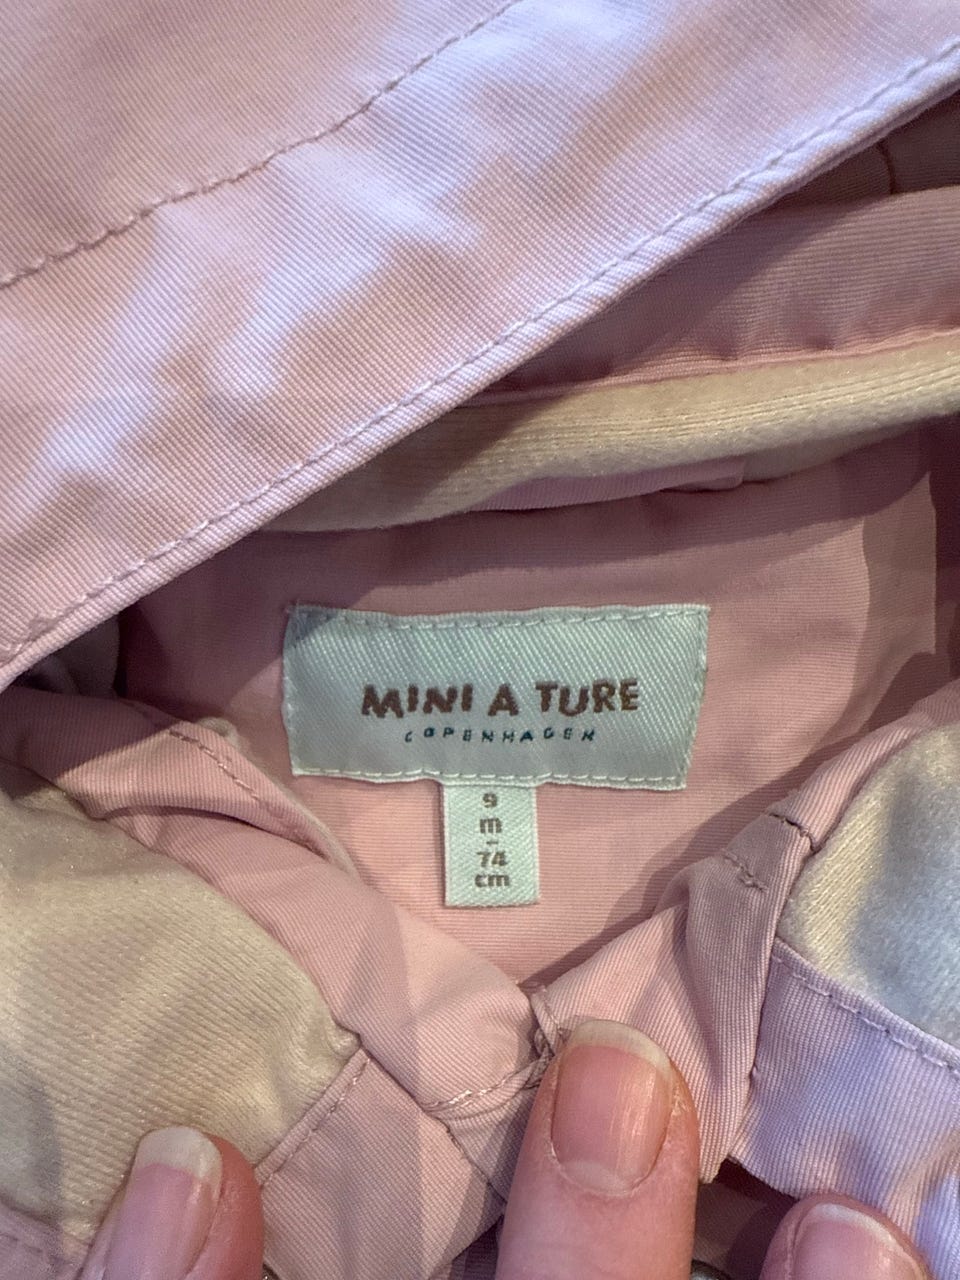 MINI A TURE
COPENHAGEN
9
m
-
74
cm